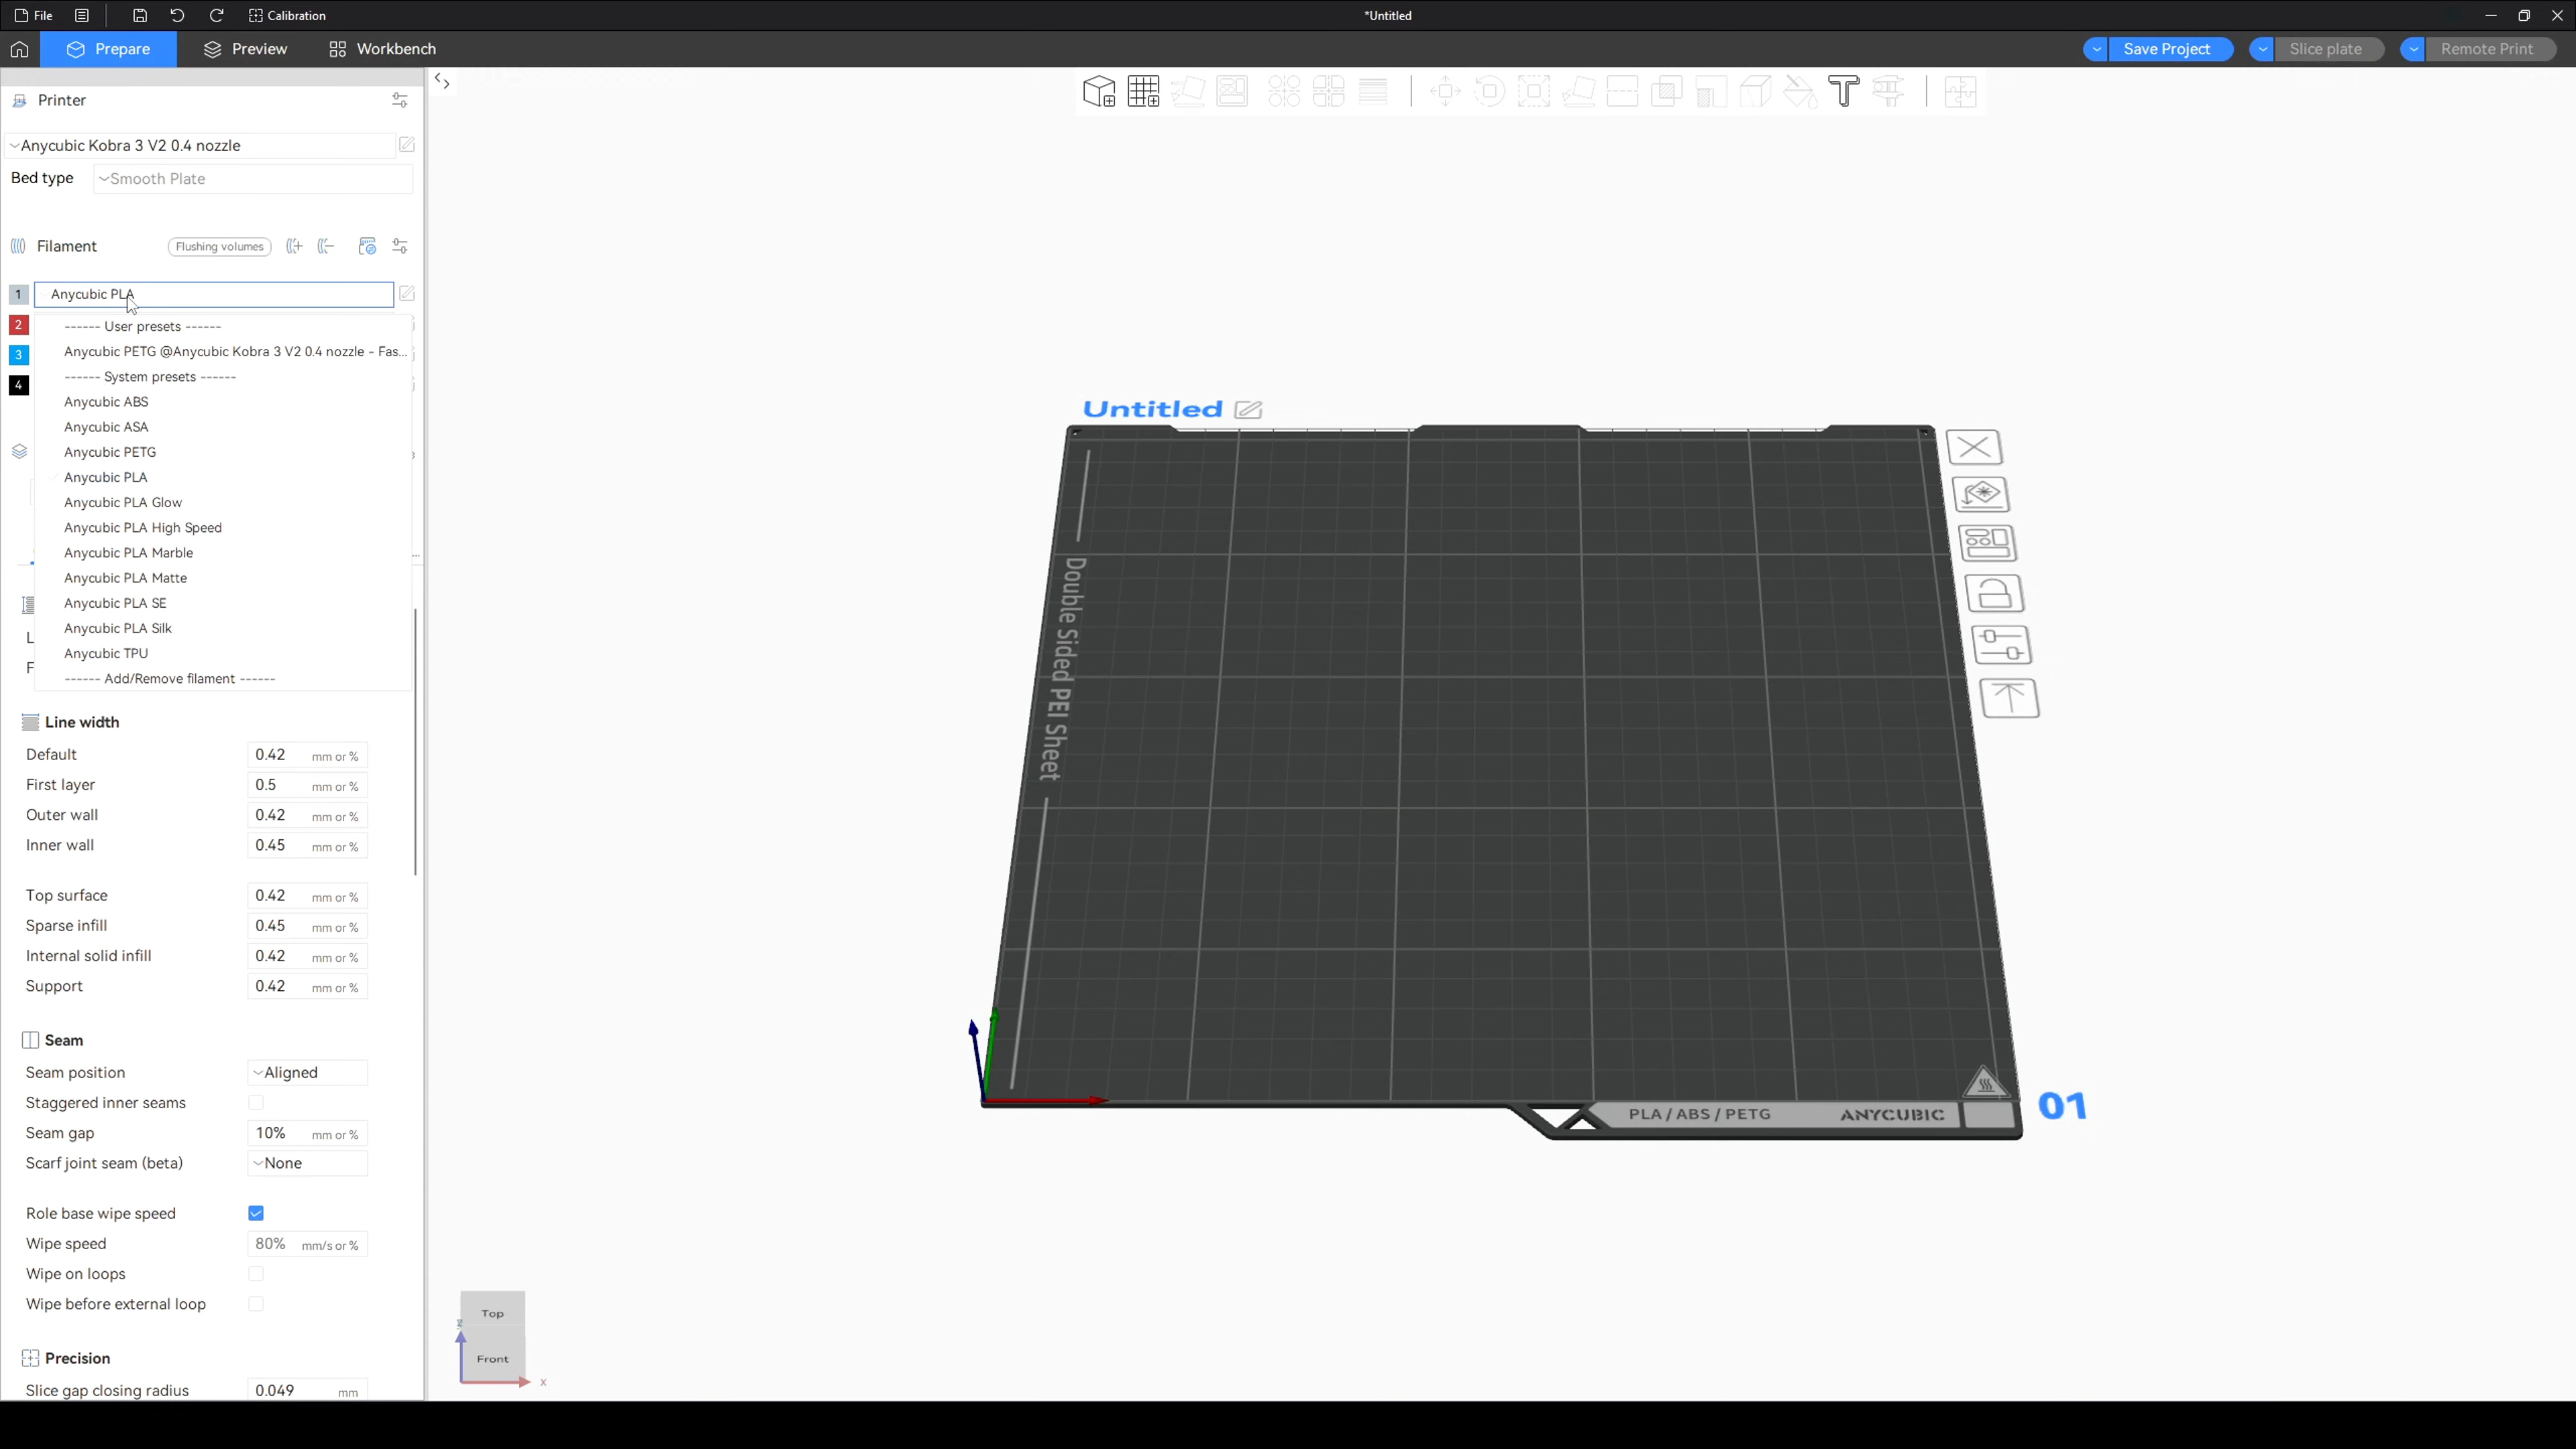 File
Calibration
*Untitled
Prepare
Preview
Workbench
Save Project
Slice plate
Remote Print
Printer
Anycubic Kobra 3 V2 0.4 nozzle
Bed type
Smooth Plate
Filament
Flushing volumes
1
Anycubic PLA
2
3
4
------ User presets ------
Anycubic PETG @Anycubic Kobra 3 V2 0.4 nozzle - Fas...
------ System presets ------
Anycubic ABS
Anycubic ASA
Anycubic PETG
Anycubic PLA
Anycubic PLA Glow
Anycubic PLA High Speed
Anycubic PLA Marble
Anycubic PLA Matte
Anycubic PLA SE
Anycubic PLA Silk
Anycubic TPU
------ Add/Remove filament ------
L
F
Line width
Default 0.42 mm or %
First layer 0.5 mm or %
Outer wall 0.42 mm or %
Inner wall 0.45 mm or %
Top surface 0.42 mm or %
Sparse infill 0.45 mm or %
Internal solid infill 0.42 mm or %
Support 0.42 mm or %
Seam
Seam position Aligned
Staggered inner seams
Seam gap 10% mm or %
Scarf joint seam (beta) None
Role base wipe speed
Wipe speed 80% mm/s or %
Wipe on loops
Wipe before external loop
Precision
Slice gap closing radius 0.049 mm
Untitled
Double Sided PEI Sheet
PLA / ABS / PETG
ANYCUBIC
01
Top
Front
Z
X